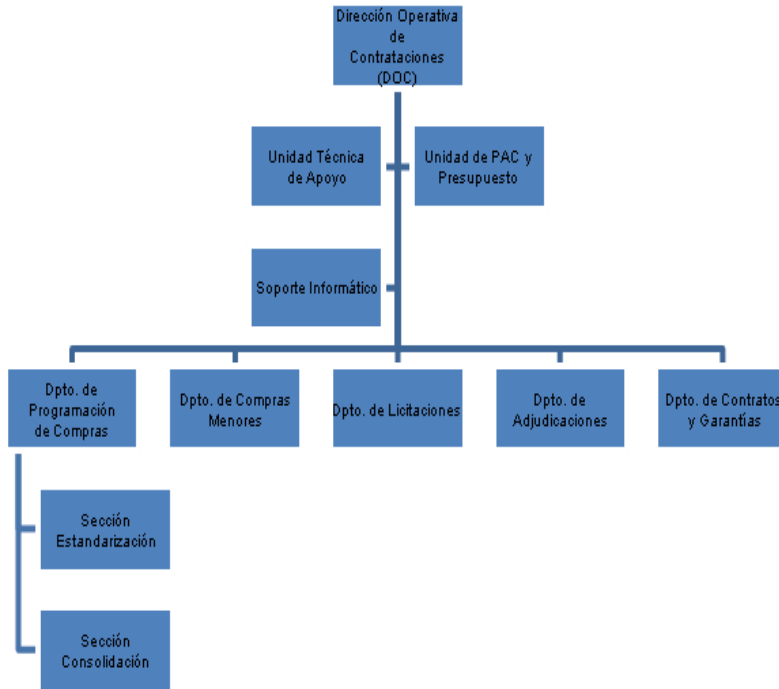 Dirección Operativa
de
Contrataciones
(DOC)
Unidad Técnica
de Apoyo
Unidad de PAC y
Presupuesto
Soporte Informático
Dpto. de
Programación
de Compras
Dpto. de Compras
Menores
Dpto. de Licitaciones
Dpto. de
Adjudicaciones
Dpto. de Contratos
y Garantías
Sección
Estandarización
Sección
Consolidación